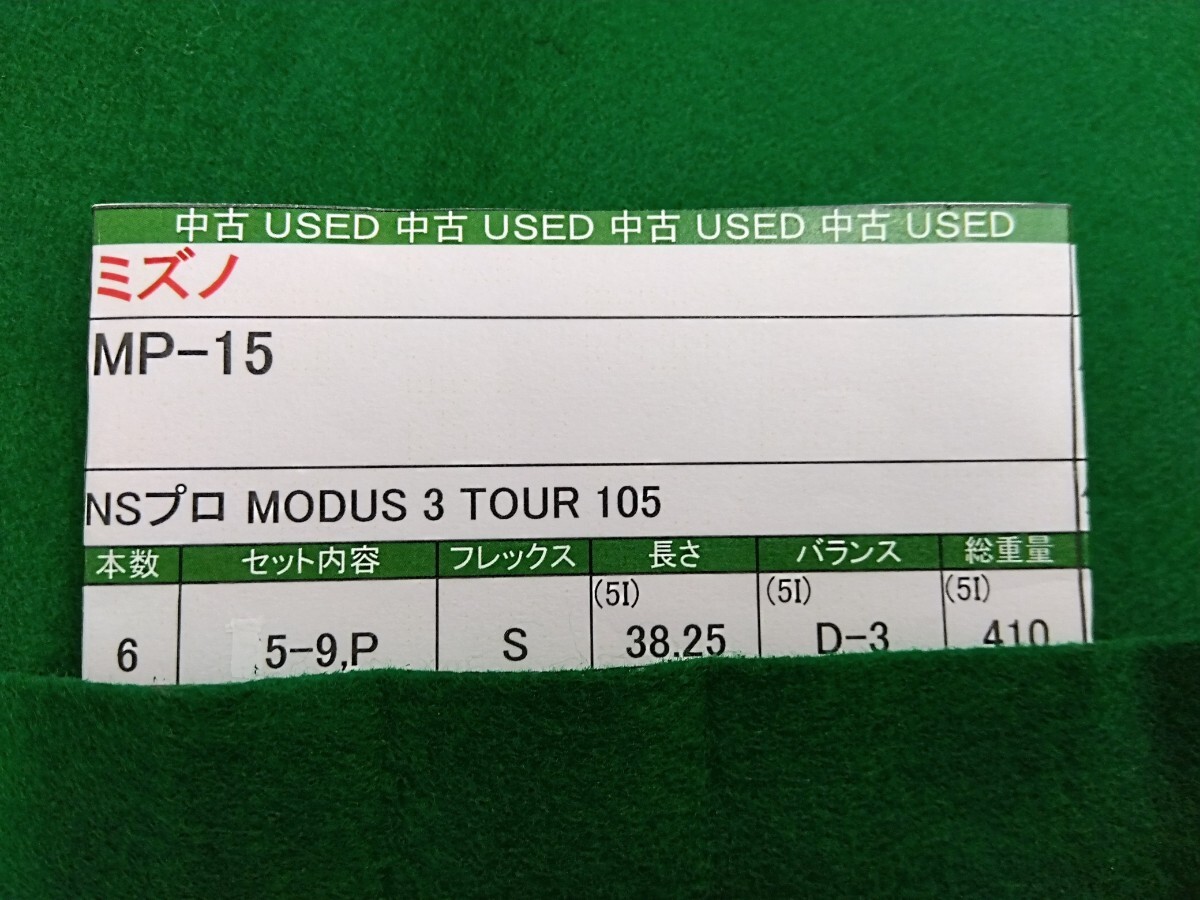 中古 USED 中古 USED 中古 USED 中古 USED
ミズノ
MP-15
NSプロ MODUS 3 TOUR 105
本数 セット内容 フレックス 長さ バランス 総重量
(5I) (5I) (5I)
6 5-9,P S 38.25 D-3 410